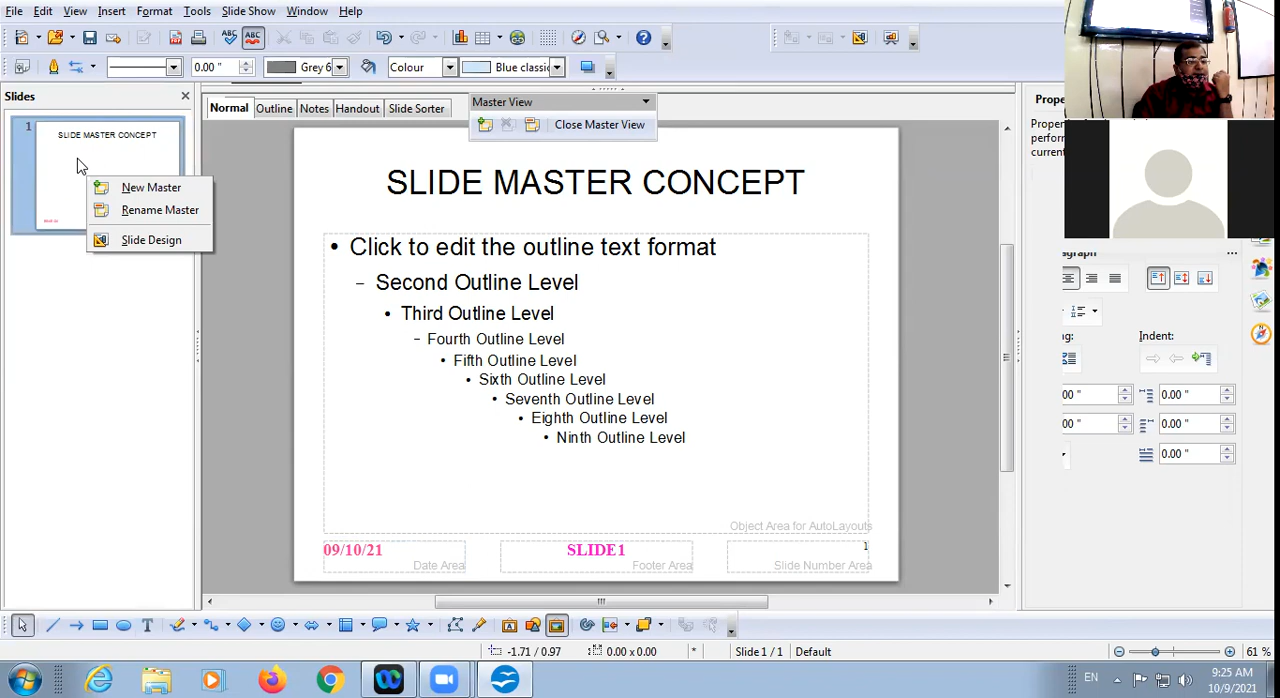 File Edit View Insert Format Tools Slide Show Window Help
0.00 " Grey 6 Colour Blue classic
Slides
Normal Outline Notes Handout Slide Sorter
Master View
Close Master View
1
SLIDE MASTER CONCEPT
New Master
Rename Master
Slide Design
SLIDE MASTER CONCEPT
• Click to edit the outline text format
– Second Outline Level
• Third Outline Level
– Fourth Outline Level
• Fifth Outline Level
• Sixth Outline Level
• Seventh Outline Level
• Eighth Outline Level
• Ninth Outline Level
Object Area for AutoLayouts
09/10/21 SLIDE1 1
Date Area Footer Area Slide Number Area
Indent:
00 " 0.00 "
00 " 0.00 "
0.00 "
-1.71 / 0.97 0.00 x 0.00 * Slide 1 / 1 Default 61 %
EN 9:25 AM
10/9/2021